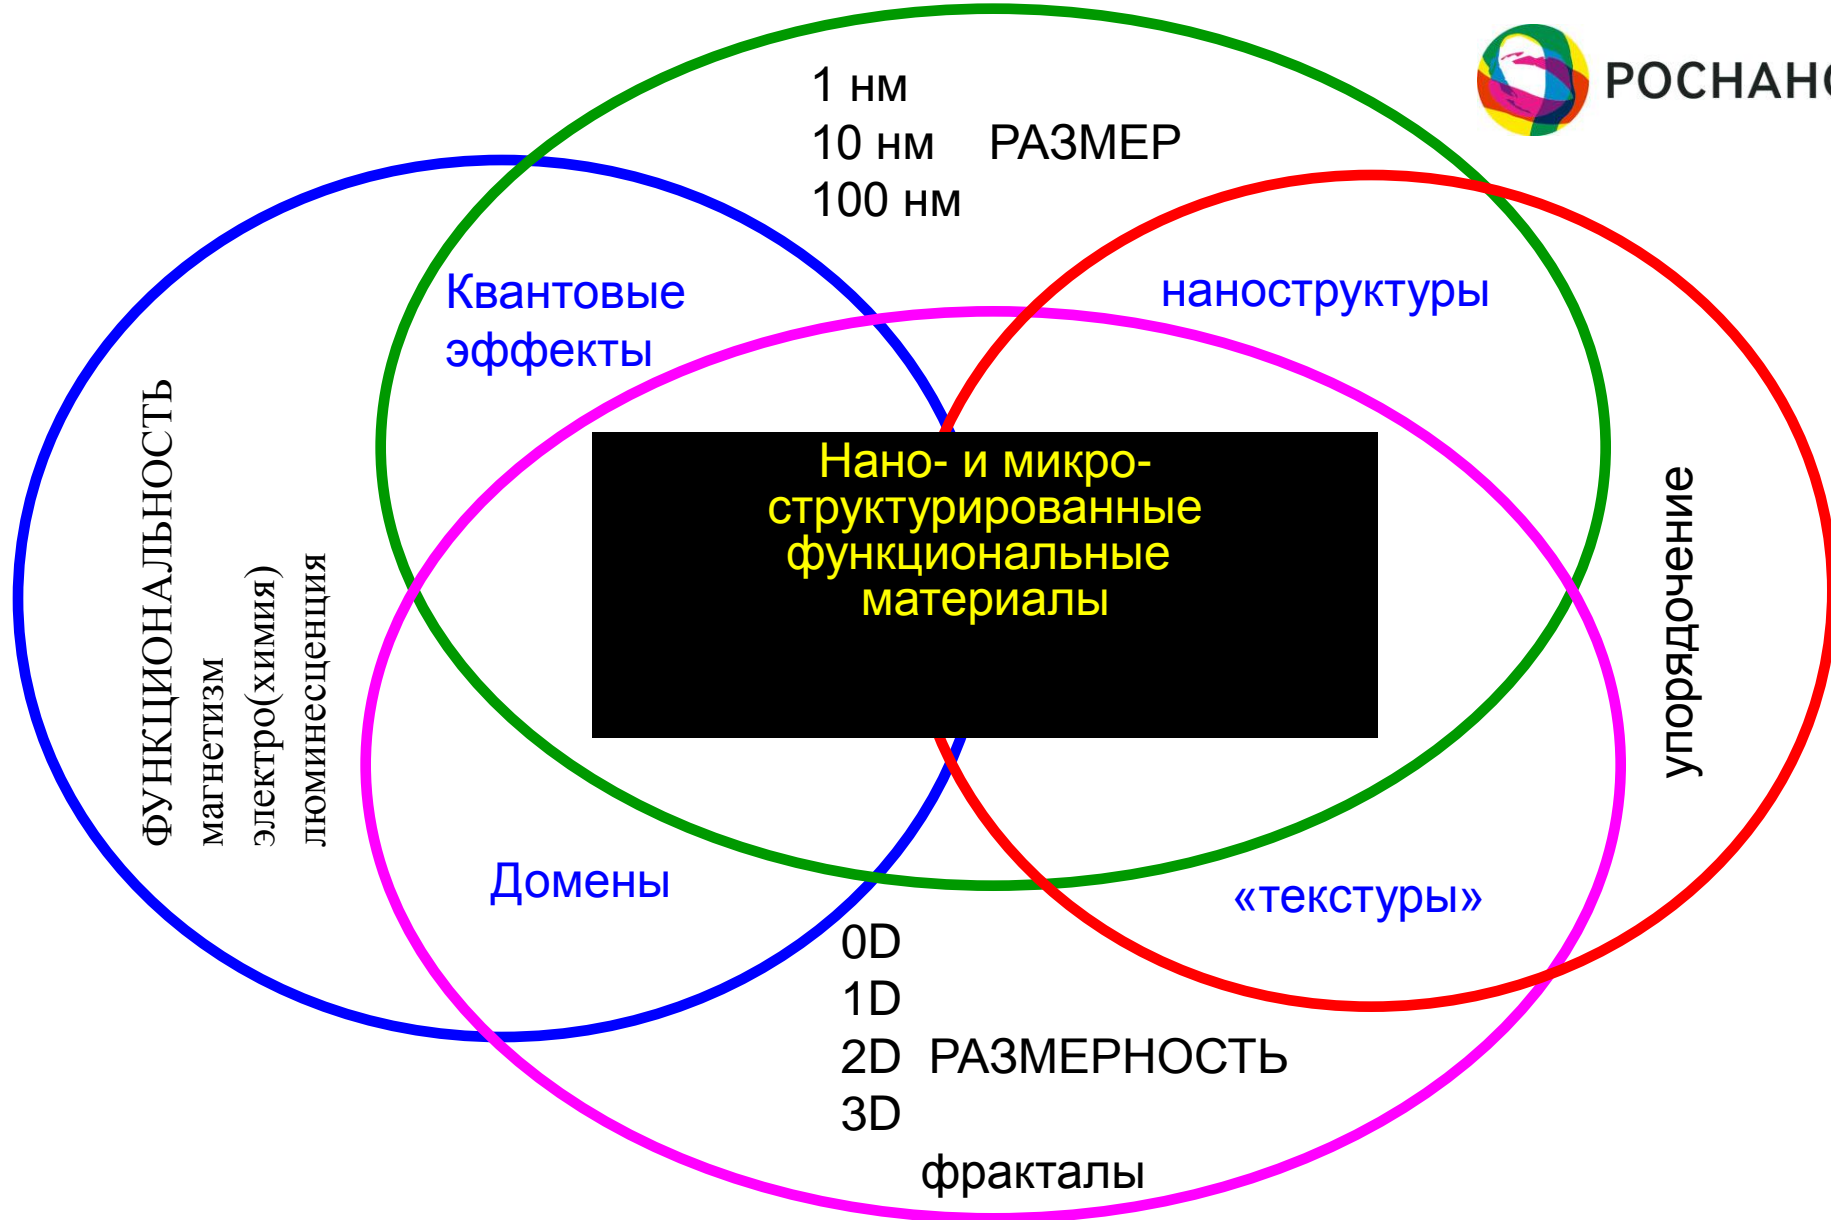 РОСНАНО
1 нм
10 нм РАЗМЕР
100 нм
Квантовые
эффекты
наноструктуры
ФУНКЦИОНАЛЬНОСТЬ
магнетизм
электро(химия)
люминесценция
Нано- и микро-
структурированные
функциональные
материалы
упорядочение
Домены
«текстуры»
0D
1D
2D РАЗМЕРНОСТЬ
3D
фракталы